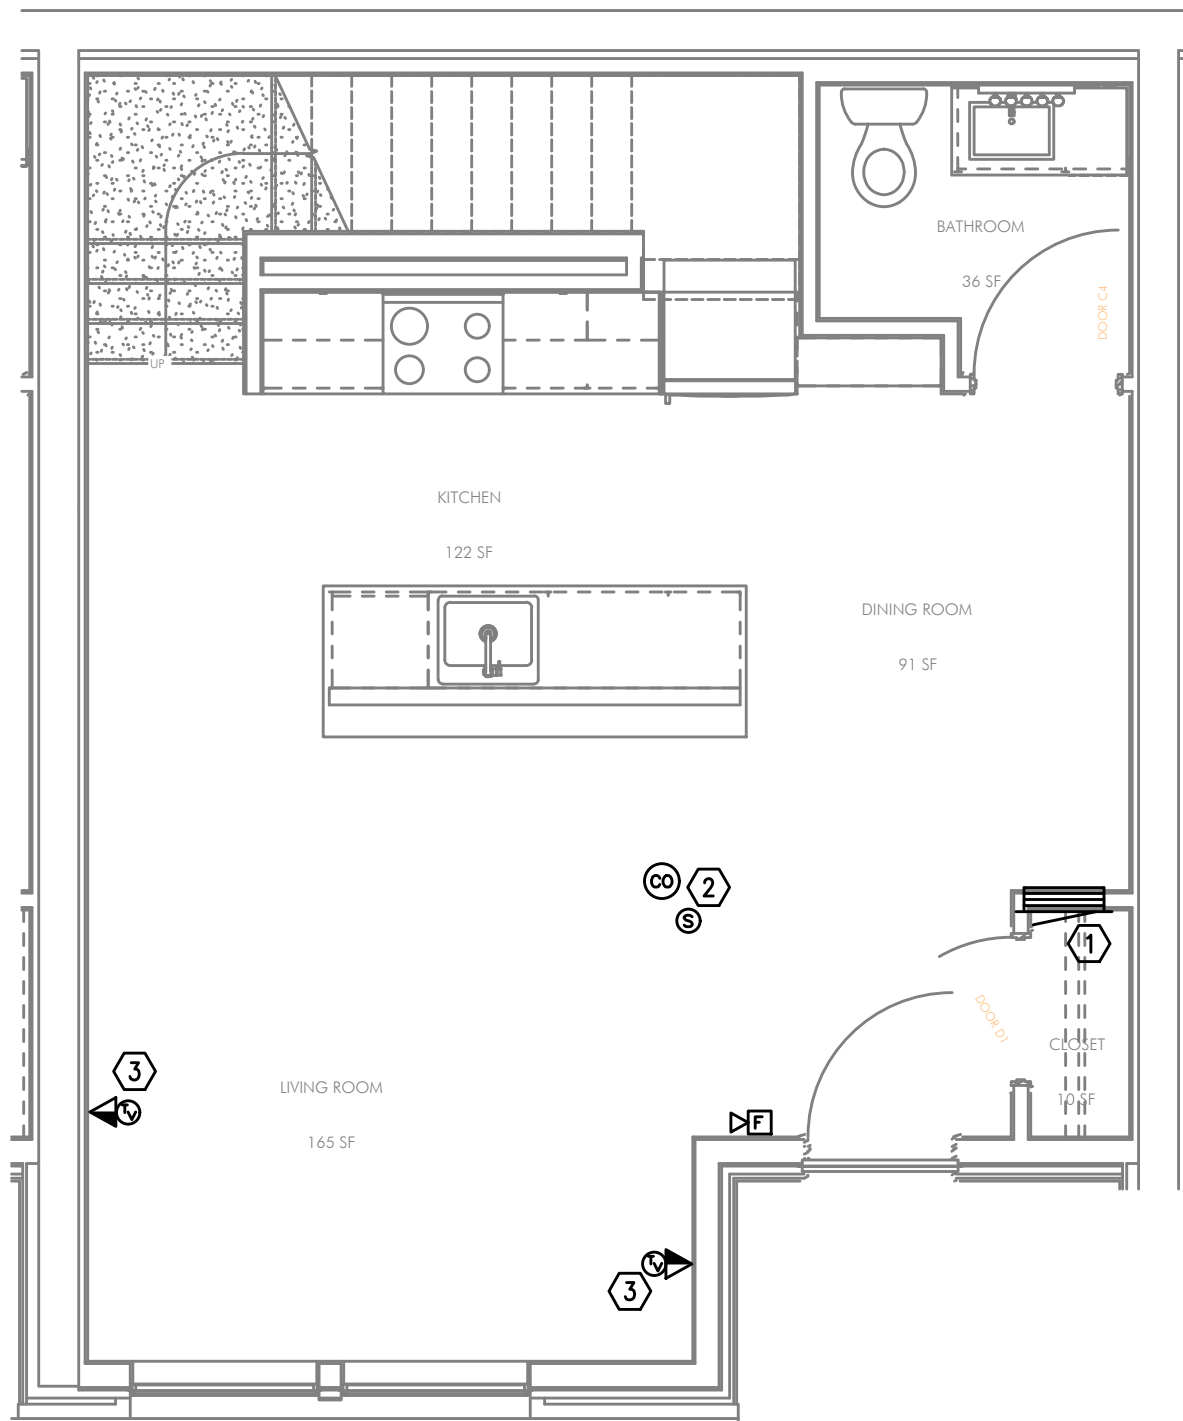 BATHROOM
36 SF
DOOR C4
UP
KITCHEN
122 SF
DINING ROOM
91 SF
CO
2
S
1
DOOR D1
CLOSET
10 SF
3
TV
LIVING ROOM
165 SF
F
TV
3